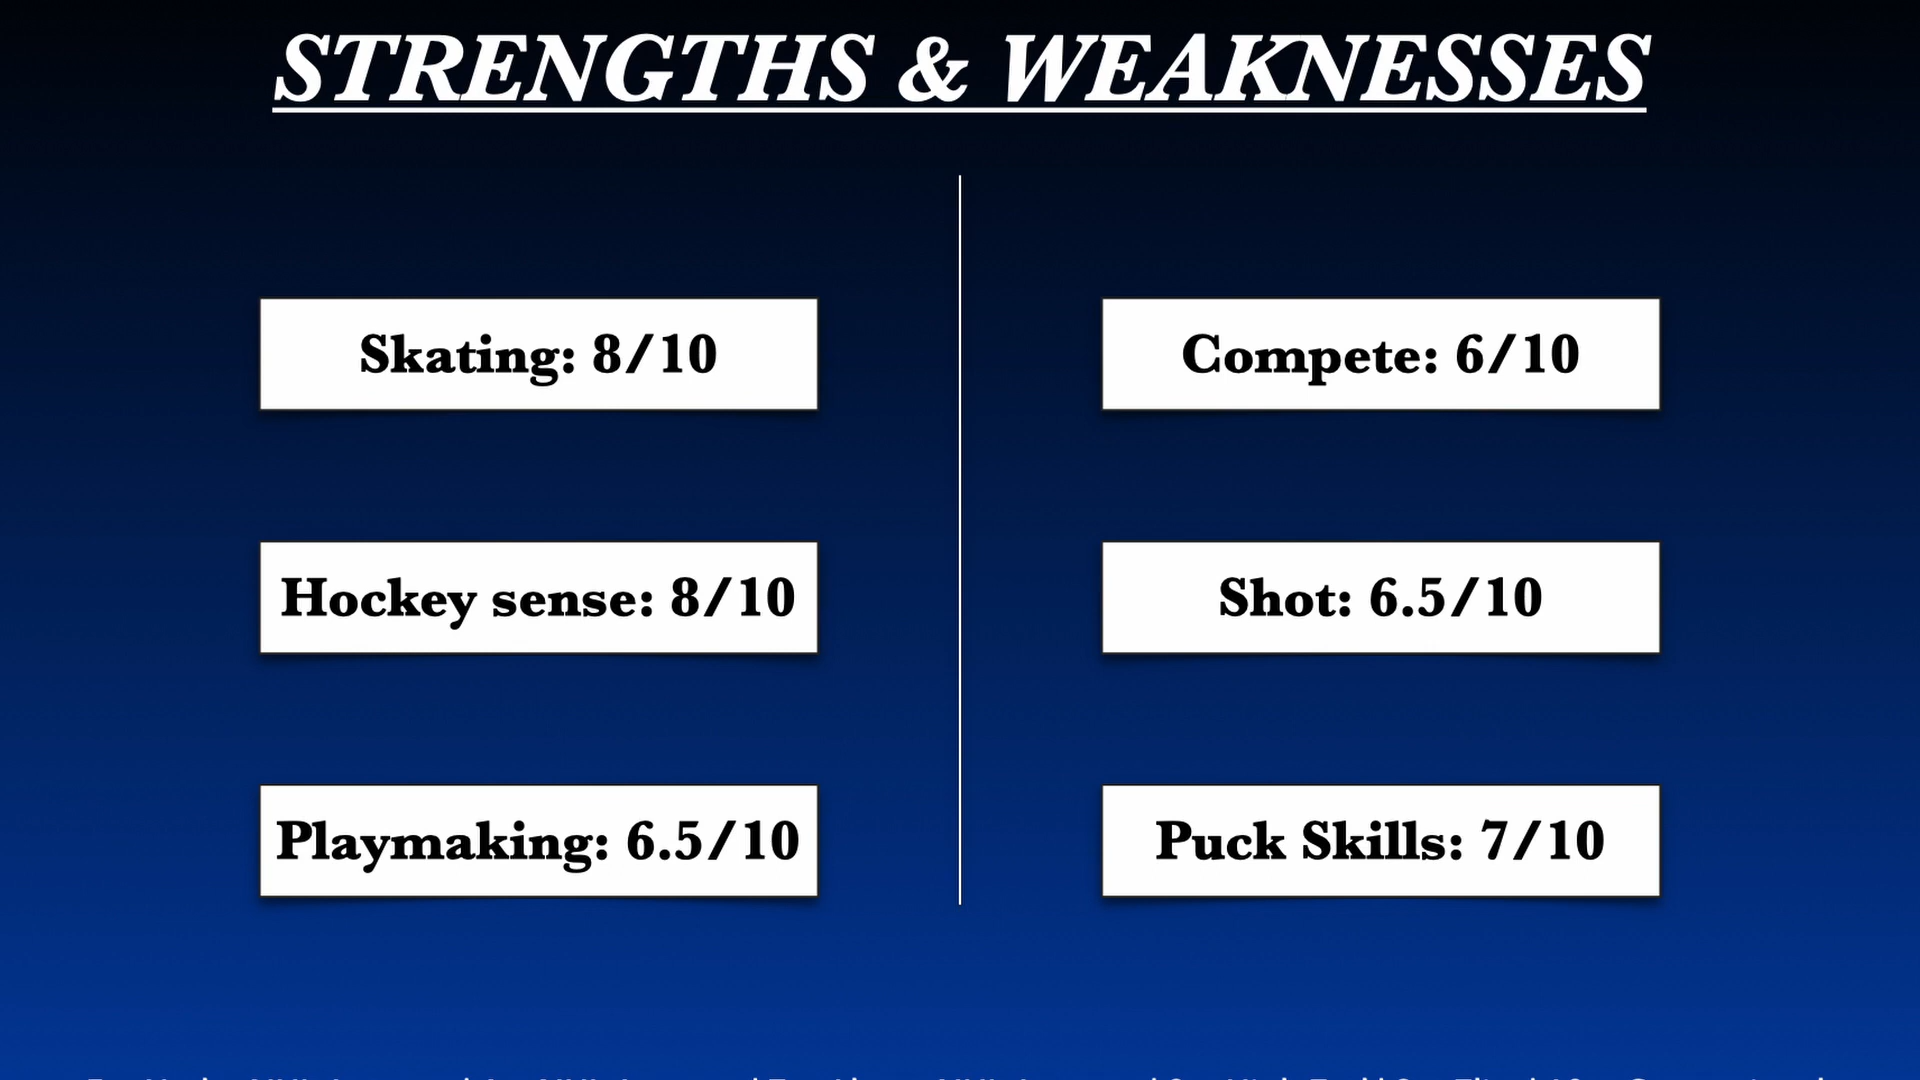 STRENGTHS & WEAKNESSES
Skating: 8/10
Compete: 6/10
Hockey sense: 8/10
Shot: 6.5/10
Playmaking: 6.5/10
Puck Skills: 7/10